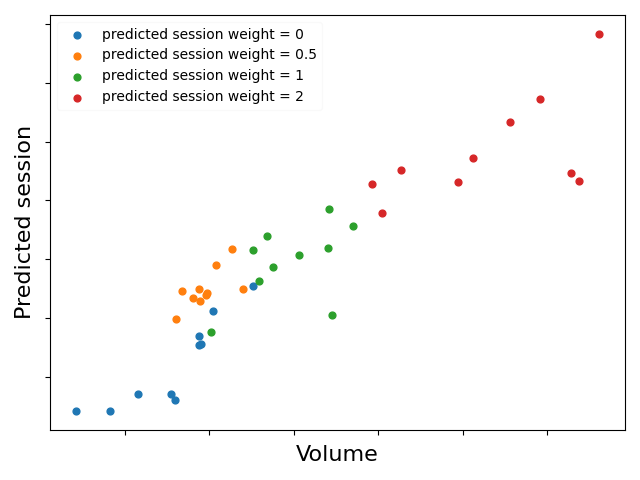 predicted session weight = 0
predicted session weight = 0.5
predicted session weight = 1
predicted session weight = 2
Predicted session
Volume